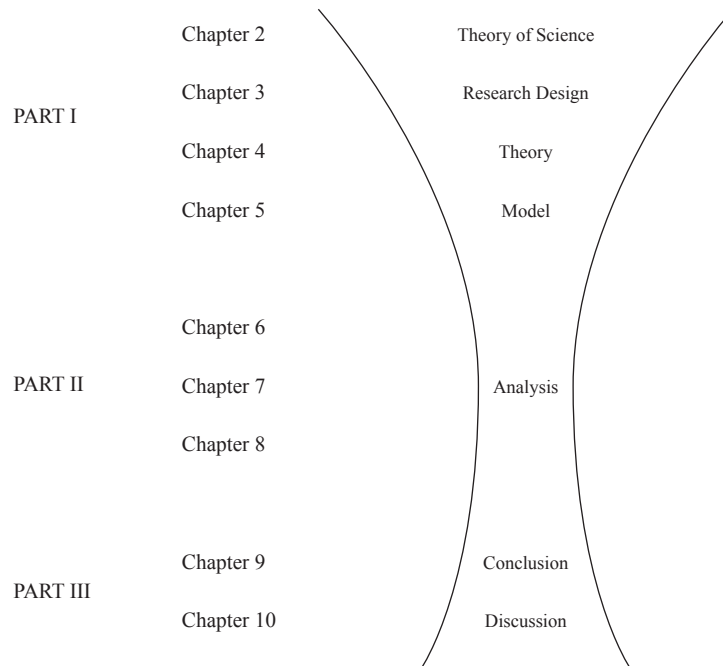 Chapter 2 Theory of Science
Chapter 3 Research Design
PART I
Chapter 4 Theory
Chapter 5 Model
Chapter 6
PART II Chapter 7 Analysis
Chapter 8
Chapter 9 Conclusion
PART III
Chapter 10 Discussion